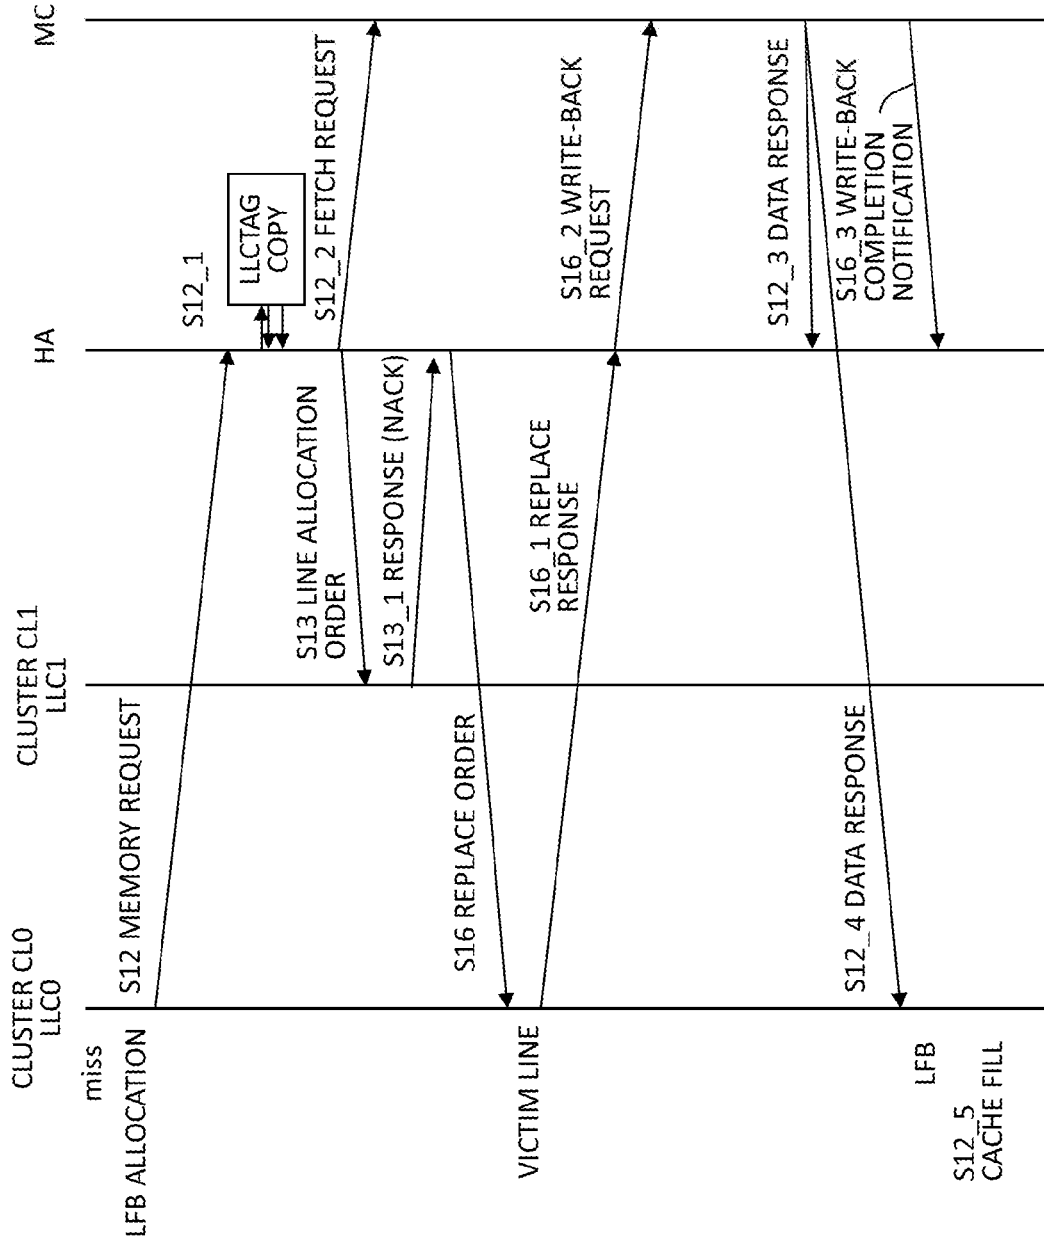 CLUSTER CL0
LLC0
CLUSTER CL1
LLC1
HA
MC
miss
LFB ALLOCATION
S12 MEMORY REQUEST
S12_1
LLCTAG
COPY
S12_2 FETCH REQUEST
S13 LINE ALLOCATION
ORDER
S13_1 RESPONSE (NACK)
S16 REPLACE ORDER
VICTIM LINE
S16_1 REPLACE
RESPONSE
S16_2 WRITE-BACK
REQUEST
S12_3 DATA RESPONSE
S12_4 DATA RESPONSE
S16_3 WRITE-BACK
COMPLETION
NOTIFICATION
LFB
S12_5
CACHE FILL